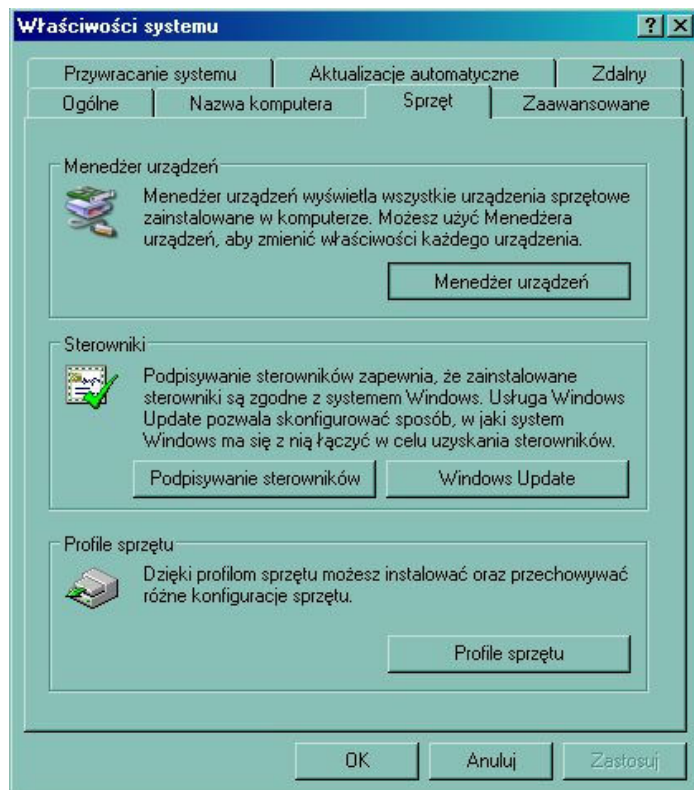 Właściwości systemu
Przywracanie systemu
Aktualizacje automatyczne
Zdalny
Ogólne
Nazwa komputera
Sprzęt
Zaawansowane
Menedżer urządzeń
Menedżer urządzeń wyświetla wszystkie urządzenia sprzętowe
zainstalowane w komputerze. Możesz użyć Menedżera
urządzeń, aby zmienić właściwości każdego urządzenia.
Menedżer urządzeń
Sterowniki
Podpisywanie sterowników zapewnia, że zainstalowane
sterowniki są zgodne z systemem Windows. Usługa Windows
Update pozwala skonfigurować sposób, w jaki system
Windows ma się z nią łączyć w celu uzyskania sterowników.
Podpisywanie sterowników
Windows Update
Profile sprzętu
Dzięki profilom sprzętu możesz instalować oraz przechowywać
różne konfiguracje sprzętu.
Profile sprzętu
OK
Anuluj
Zastosuj